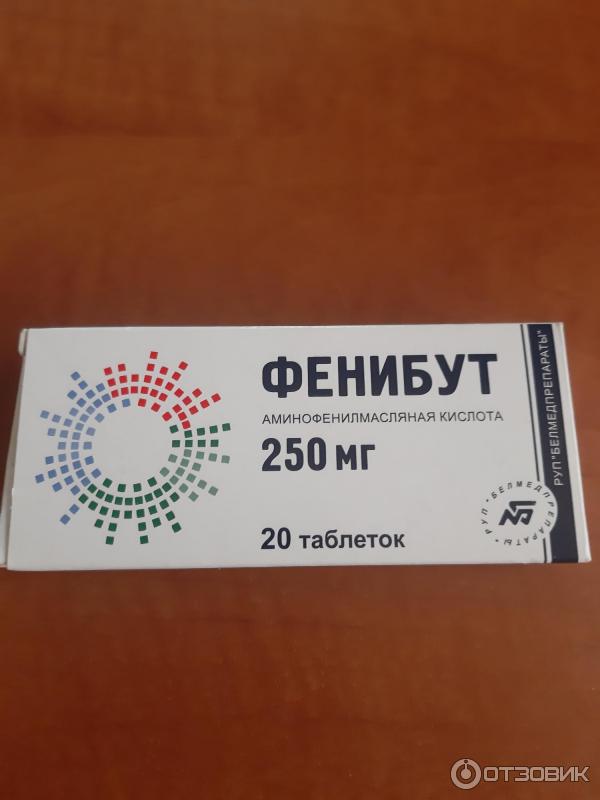 ФЕНИБУТ
АМИНОФЕНИЛМАСЛЯНАЯ КИСЛОТА
250 мг
20 таблеток
РУП "БЕЛМЕДПРЕПАРАТЫ"
• РУП • "БЕЛМЕДПРЕПАРАТЫ"
ОТЗОВИК